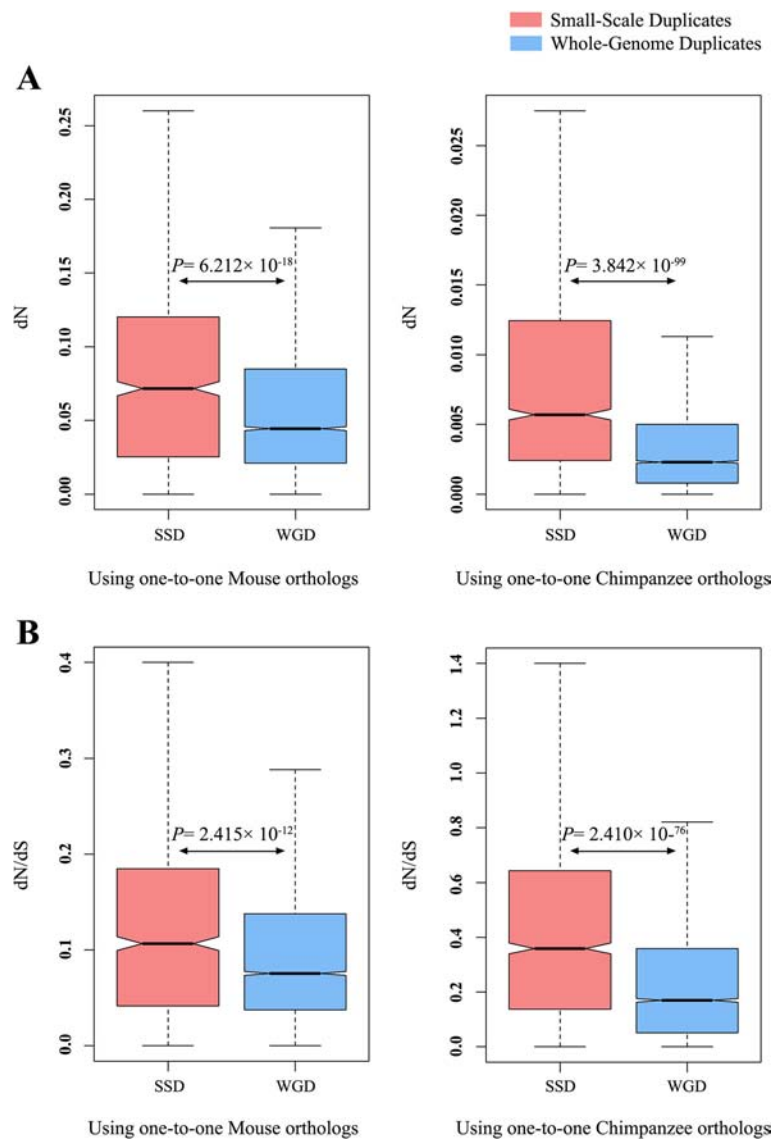 Small-Scale Duplicates
Whole-Genome Duplicates
A
0.25
0.20
0.15
0.10
0.05
0.00
dN
P= 6.212× 10-18
SSD WGD
Using one-to-one Mouse orthologs
0.025
0.020
0.015
0.010
0.005
0.000
dN
P= 3.842× 10-99
SSD WGD
Using one-to-one Chimpanzee orthologs
B
0.4
0.3
0.2
0.1
0.0
dN/dS
P= 2.415× 10-12
SSD WGD
Using one-to-one Mouse orthologs
1.4
1.2
1.0
0.8
0.6
0.4
0.2
0.0
dN/dS
P= 2.410× 10-76
SSD WGD
Using one-to-one Chimpanzee orthologs